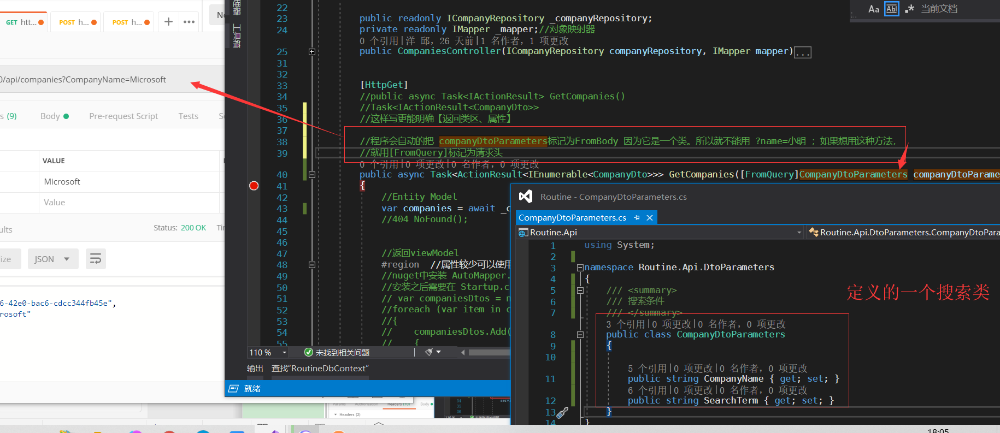 GET htt...
POST h...
POST h...
...
0/api/companies?CompanyName=Microsoft
s (9)
Body
Pre-request Script
Tests
VALUE
Microsoft
Value
ults
Status: 200 OK
JSON
6-42e0-bac6-cdcc344fb45e",
rosoft"
理器
工具箱
Aa
当前文档
22
23 public readonly ICompanyRepository _companyRepository;
24 private readonly IMapper _mapper;//对象映射器
0 个引用|洋 邱，26 天前|1 名作者，1 项更改
25 public CompaniesController(ICompanyRepository companyRepository, IMapper mapper)...
31
32
33 [HttpGet]
34 //public async Task<IActionResult> GetCompanies()
35 //Task<IActionResult<CompanyDto>>
36 //这样写更能明确【返回类区、属性】
37
38 //程序会自动的把 companyDtoParameters标记为FromBody 因为它是一个类。所以就不能用 ?name=小明 ；如果想用这种方法，
39 //就用[FromQuery]标记为请求头
0 个引用|0 项更改|0 名作者，0 项更改
40 public async Task<ActionResult<IEnumerable<CompanyDto>>> GetCompanies([FromQuery]CompanyDtoParameters companyDtoParame
41 {
42 //Entity Model
43 var companies = await _c
44 //404 NoFound();
45
46
47 //返回viewModel
48 #region //属性较少可以使用
49 //nuget中安装 AutoMapper.
50 //安装之后需要在 Startup.c
51 // var companiesDtos = n
52 //foreach (var item in c
53 //{
54 // companiesDtos.Add(
55 // {
110 %
未找到相关问题
输出 查找"RoutineDbContext"
就绪
Routine - CompanyDtoParameters.cs
CompanyDtoParameters.cs
Routine.Api
Routine.Api.DtoParameters.CompanyDtoPara
1 using System;
2
3 namespace Routine.Api.DtoParameters
4 {
5 /// <summary>
6 /// 搜索条件
7 /// </summary>
3 个引用|0 项更改|0 名作者，0 项更改
8 public class CompanyDtoParameters
9 {
10
5 个引用|0 项更改|0 名作者，0 项更改
11 public string CompanyName { get; set; }
6 个引用|0 项更改|0 名作者，0 项更改
12 public string SearchTerm { get; set; }
13 }
14 }
定义的一个搜索类
Params Authorization Headers (10) Body
Headers (2)
34
35
36
serv
110 %
未找到相关问题
18:05